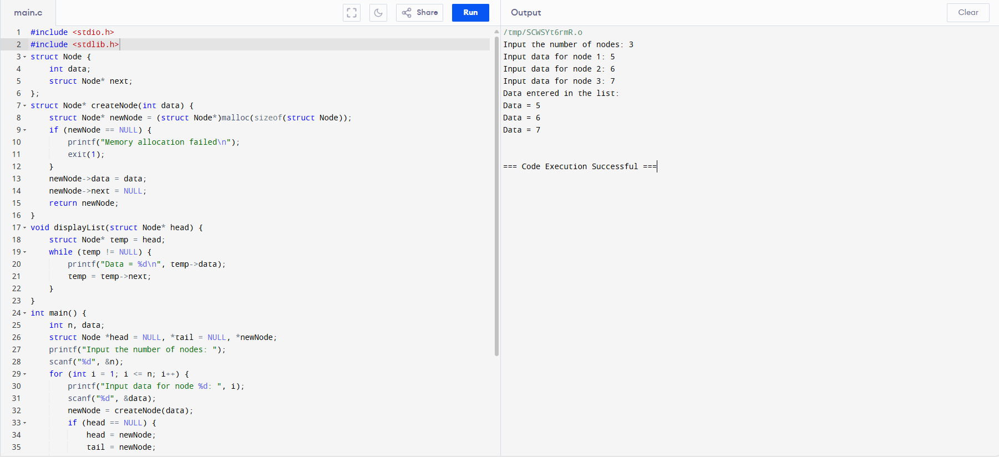 main.c
Share
Run
Output
Clear
1 #include <stdio.h>
2 #include <stdlib.h>
3 struct Node {
4     int data;
5     struct Node* next;
6 };
7 struct Node* createNode(int data) {
8     struct Node* newNode = (struct Node*)malloc(sizeof(struct Node));
9     if (newNode == NULL) {
10         printf("Memory allocation failed\n");
11         exit(1);
12     }
13     newNode->data = data;
14     newNode->next = NULL;
15     return newNode;
16 }
17 void displayList(struct Node* head) {
18     struct Node* temp = head;
19     while (temp != NULL) {
20         printf("Data = %d\n", temp->data);
21         temp = temp->next;
22     }
23 }
24 int main() {
25     int n, data;
26     struct Node *head = NULL, *tail = NULL, *newNode;
27     printf("Input the number of nodes: ");
28     scanf("%d", &n);
29     for (int i = 1; i <= n; i++) {
30         printf("Input data for node %d: ", i);
31         scanf("%d", &data);
32         newNode = createNode(data);
33         if (head == NULL) {
34             head = newNode;
35             tail = newNode;
/tmp/SCWSYt6rmR.o
Input the number of nodes: 3
Input data for node 1: 5
Input data for node 2: 6
Input data for node 3: 7
Data entered in the list:
Data = 5
Data = 6
Data = 7
=== Code Execution Successful ===